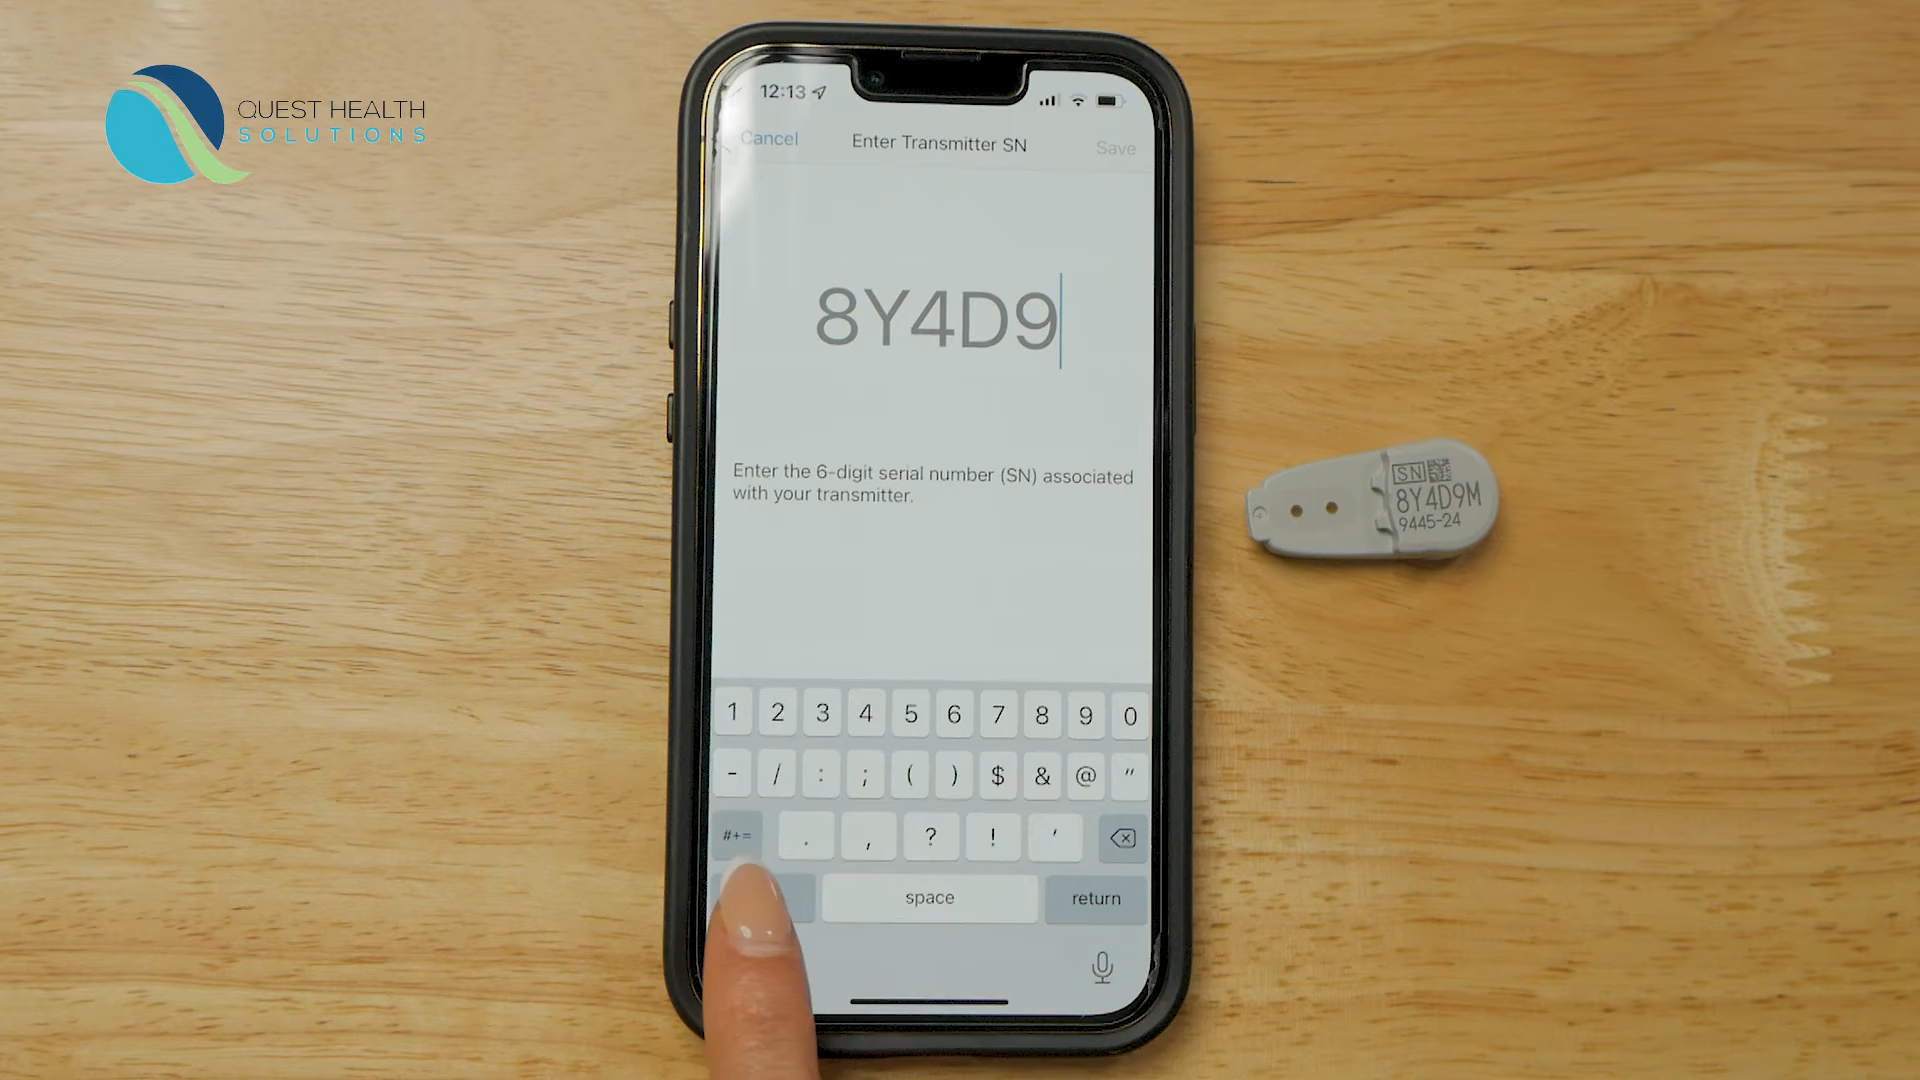 QUEST HEALTH
SOLUTIONS
12:13
Cancel Enter Transmitter SN Save
8Y4D9
Enter the 6-digit serial number (SN) associated
with your transmitter.
1 2 3 4 5 6 7 8 9 0
- / : ; ( ) $ & @ "
#+= . , ? ! '
space return
SN
8Y4D9M
9445-24